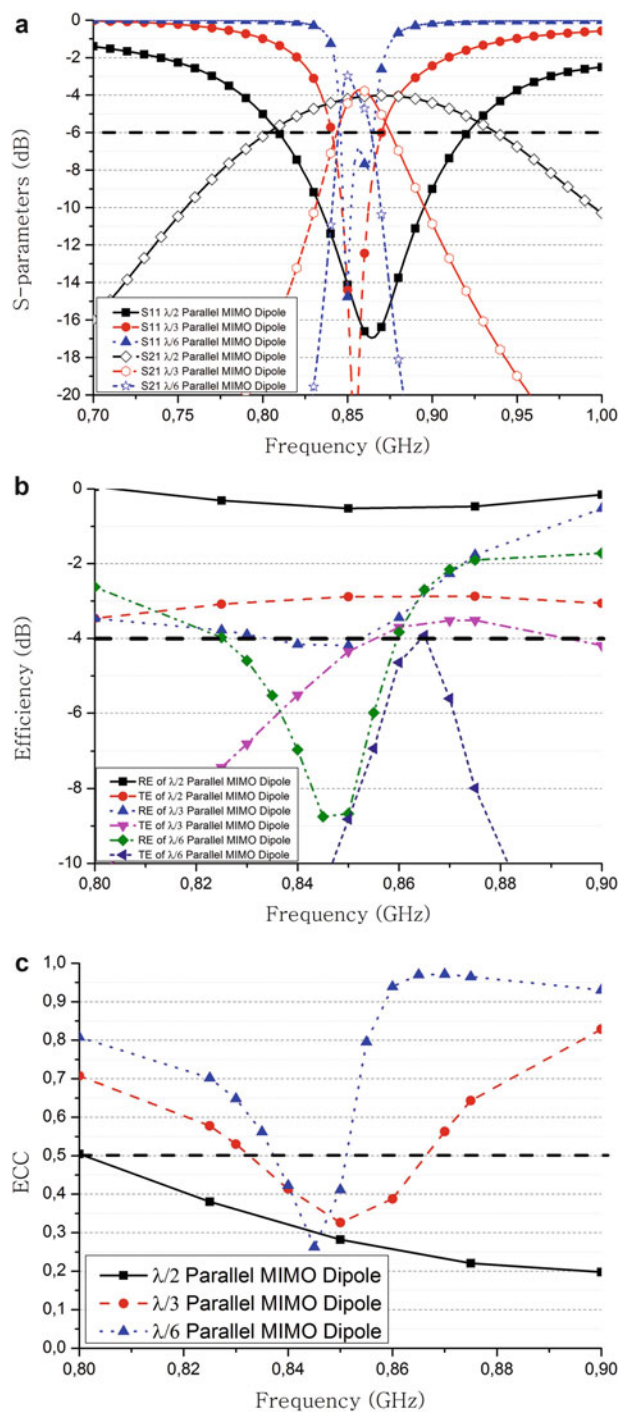 a
0
-2
-4
-6
-8
-10
-12
-14
-16
-18
-20
S-parameters (dB)
S11 λ/2 Parallel MIMO Dipole
S11 λ/3 Parallel MIMO Dipole
S11 λ/6 Parallel MIMO Dipole
S21 λ/2 Parallel MIMO Dipole
S21 λ/3 Parallel MIMO Dipole
S21 λ/6 Parallel MIMO Dipole
0,70 0,75 0,80 0,85 0,90 0,95 1,00
Frequency (GHz)
b
0
-2
-4
-6
-8
-10
Efficiency (dB)
RE of λ/2 Parallel MIMO Dipole
TE of λ/2 Parallel MIMO Dipole
RE of λ/3 Parallel MIMO Dipole
TE of λ/3 Parallel MIMO Dipole
RE of λ/6 Parallel MIMO Dipole
TE of λ/6 Parallel MIMO Dipole
0,80 0,82 0,84 0,86 0,88 0,90
Frequency (GHz)
c
1,0
0,9
0,8
0,7
0,6
0,5
0,4
0,3
0,2
0,1
0,0
ECC
λ/2 Parallel MIMO Dipole
λ/3 Parallel MIMO Dipole
λ/6 Parallel MIMO Dipole
0,80 0,82 0,84 0,86 0,88 0,90
Frequency (GHz)